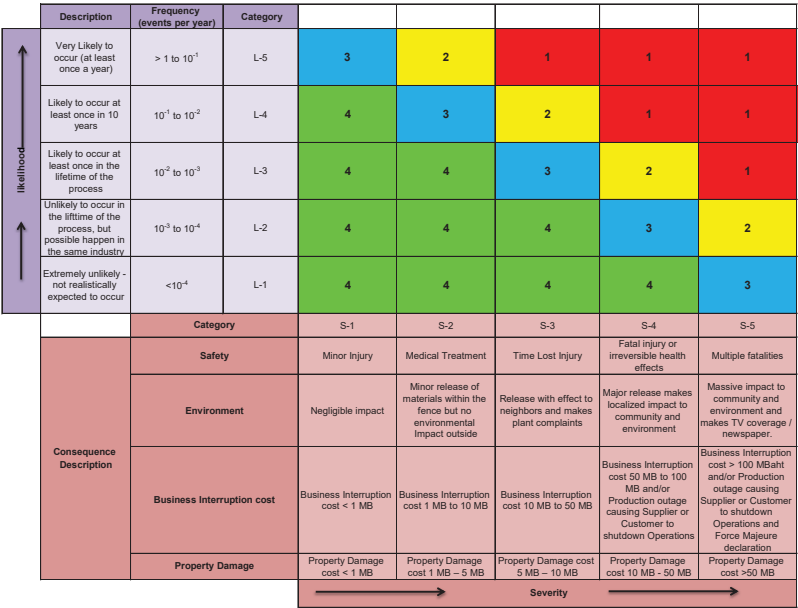 Description
Frequency
(events per year)
Category
likelihood
Very Likely to
occur (at least
once a year)
> 1 to 10⁻¹
L-5
3
2
1
1
1
Likely to occur at
least once in 10
years
10⁻¹ to 10⁻²
L-4
4
3
2
1
1
Likely to occur at
least once in the
lifetime of the
process
10⁻² to 10⁻³
L-3
4
4
3
2
1
Unlikely to occur in
the lifttime of the
process, but
possible happen in
the same industry
10⁻³ to 10⁻⁴
L-2
4
4
4
3
2
Extremely unlikely -
not realistically
expected to occur
<10⁻⁴
L-1
4
4
4
4
3
Category
S-1
S-2
S-3
S-4
S-5
Consequence
Description
Safety
Minor Injury
Medical Treatment
Time Lost Injury
Fatal injury or
irreversible health
effects
Multiple fatalities
Environment
Negligible impact
Minor release of
materials within the
fence but no
environmental
Impact outside
Release with effect to
neighbors and makes
plant complaints
Major release makes
localized impact to
community and
environment
Massive impact to
community and
environment and
makes TV coverage /
newspaper.
Business Interruption cost
Business Interruption
cost < 1 MB
Business Interruption
cost 1 MB to 10 MB
Business Interruption
cost 10 MB to 50 MB
Business Interruption
cost 50 MB to 100
MB and/or
Production outage
causing Supplier or
Customer to
shutdown Operations
Business Interruption
cost > 100 MBaht
and/or Production
outage causing
Supplier or Customer
to shutdown
Operations and
Force Majeure
declaration
Property Damage
Property Damage
cost < 1 MB
Property Damage
cost 1 MB – 5 MB
Property Damage cost
5 MB – 10 MB
Property Damage
cost 10 MB - 50 MB
Property Damage
cost >50 MB
Severity